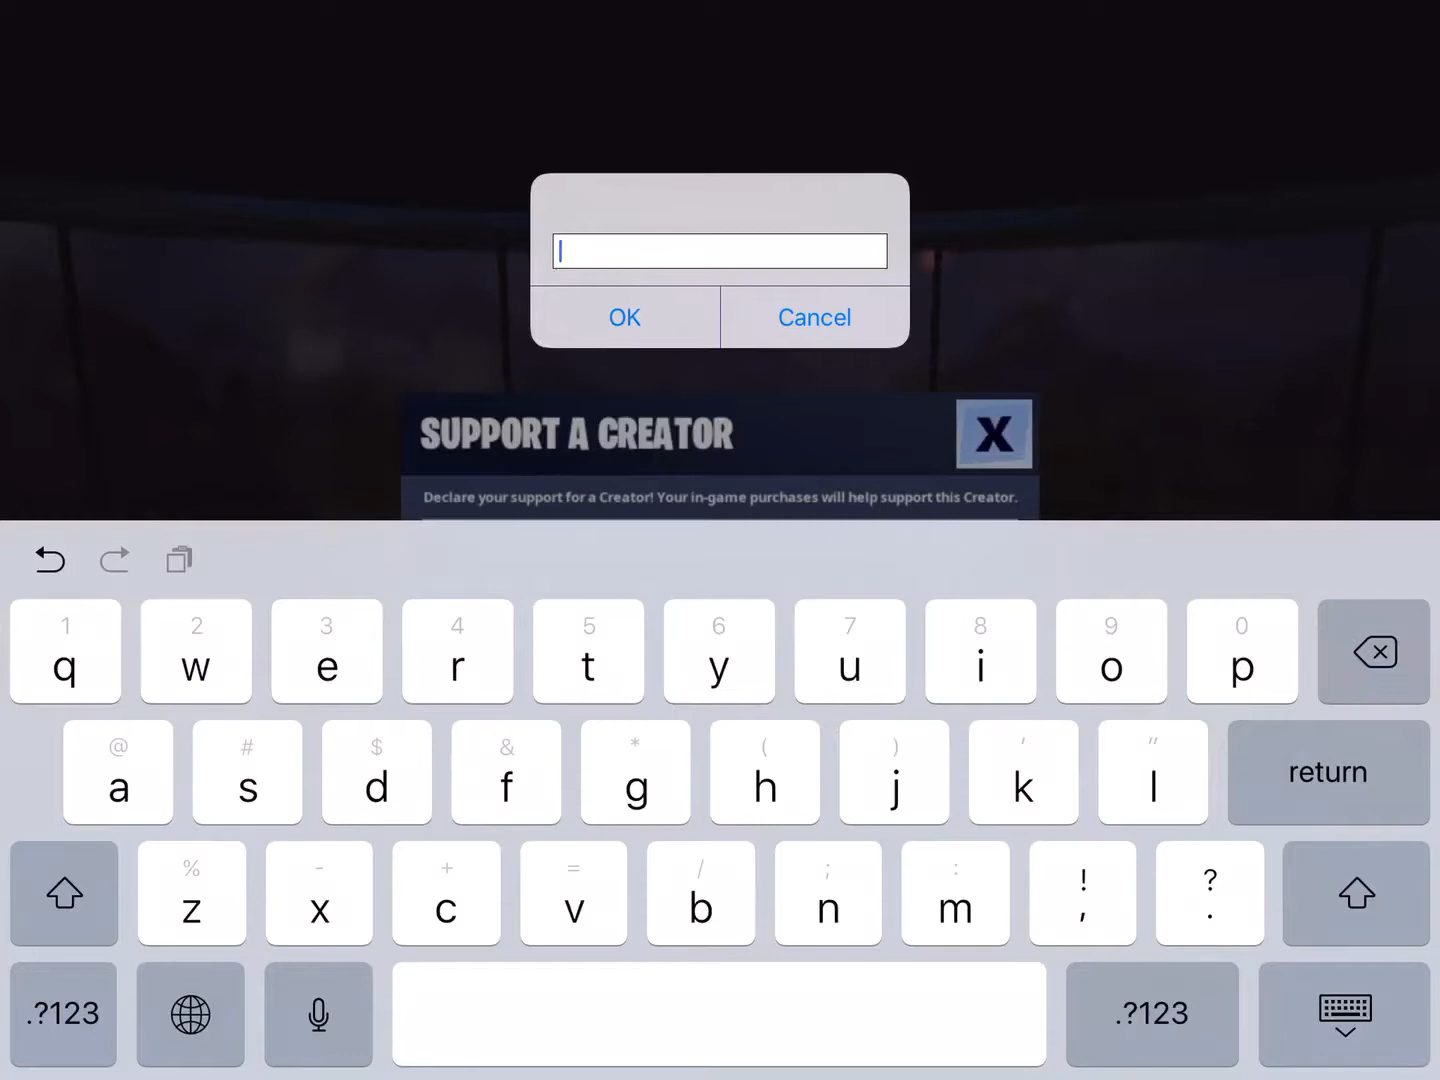 OK Cancel
SUPPORT A CREATOR X
Declare your support for a Creator! Your in-game purchases will help support this Creator.
1 2 3 4 5 6 7 8 9 0
q w e r t y u i o p
@ # $ & * ( ) ' "
a s d f g h j k l return
% - + = / ; : ! ?
z x c v b n m , .
.?123 .?123